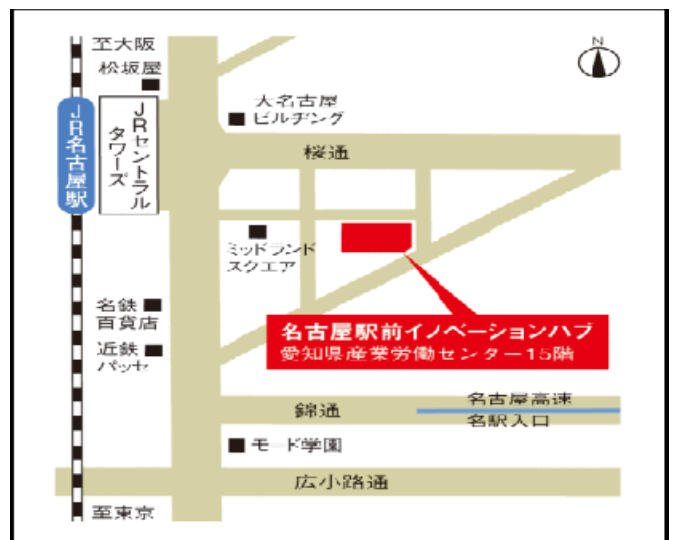 至大阪
松坂屋
N
大名古屋
ビルヂング
JR名古屋駅
JRセントラル
タワーズ
桜通
ミッドランド
スクエア
名鉄
百貨店
近鉄
パッセ
名古屋駅前イノベーションハブ
愛知県産業労働センター15階
錦通
名古屋高速
名駅入口
モード学園
広小路通
至東京